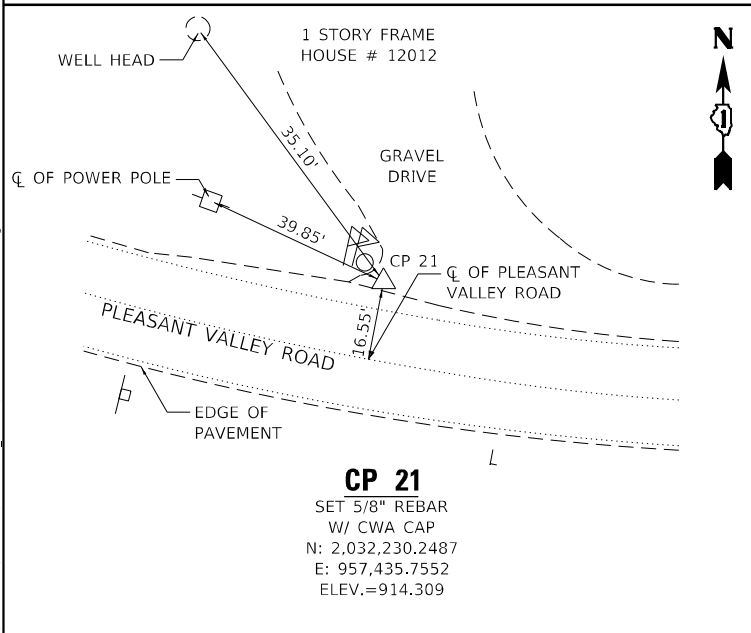 1 STORY FRAME
HOUSE # 12012
N
WELL HEAD
1
35.10'
GRAVEL
DRIVE
℄ OF POWER POLE
39.85'
CP 21
℄ OF PLEASANT
VALLEY ROAD
PLEASANT VALLEY ROAD
16.55'
EDGE OF
PAVEMENT
CP 21
SET 5/8" REBAR
W/ CWA CAP
N: 2,032,230.2487
E: 957,435.7552
ELEV.=914.309